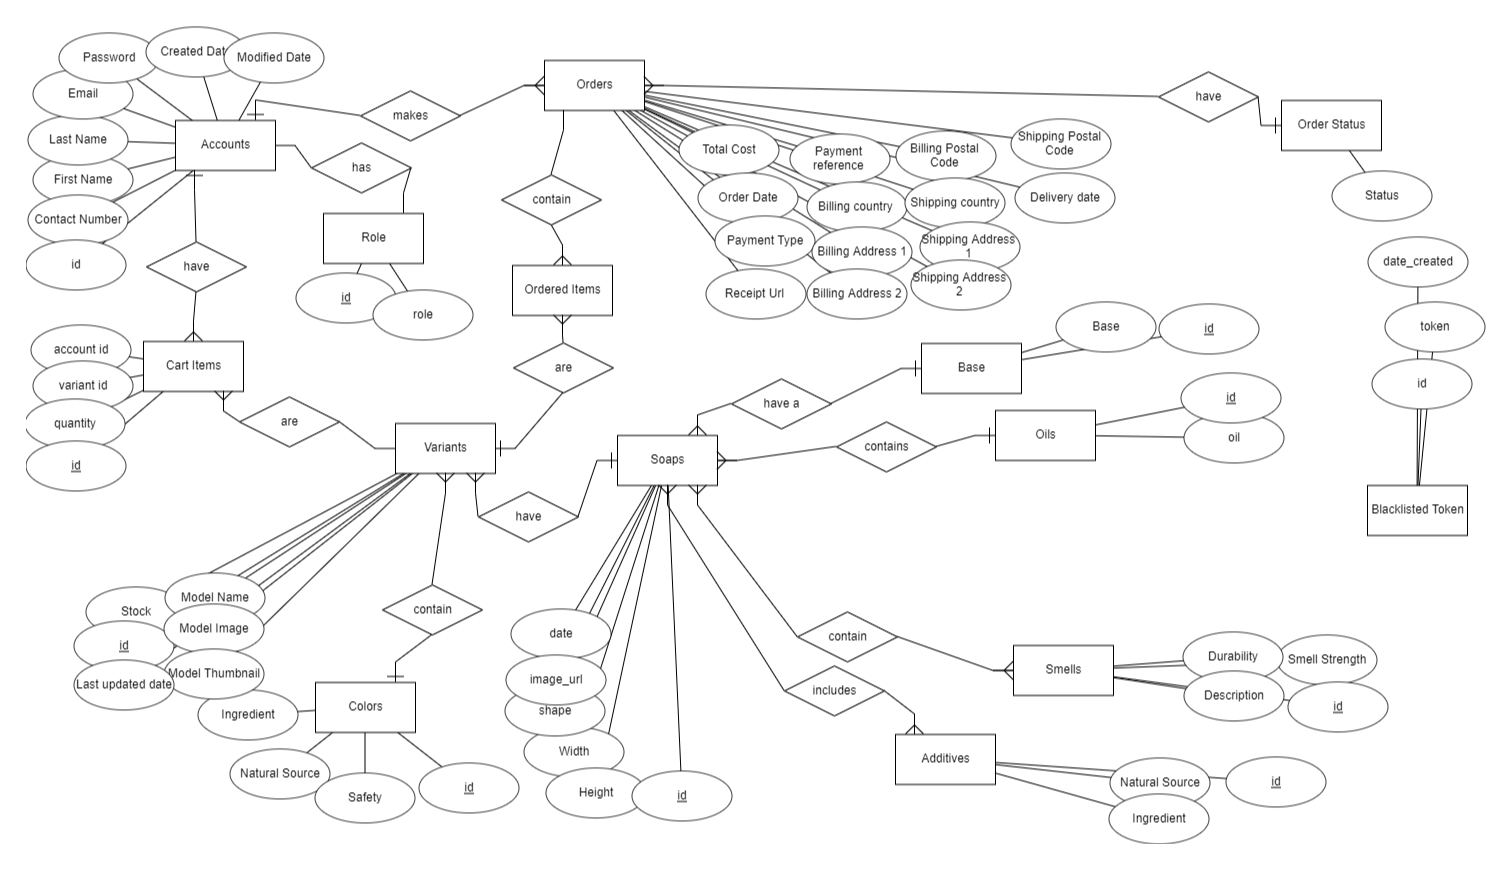 Password
Created Dat
Modified Date
Email
Last Name
First Name
Contact Number
id
Accounts
makes
has
Role
id
role
have
Cart Items
account id
variant id
quantity
id
are
Orders
contain
Ordered Items
are
Total Cost
Payment
reference
Billing Postal
Code
Shipping Postal
Code
Order Date
Billing country
Shipping country
Delivery date
Payment Type
Billing Address 1
Shipping Address
1
Receipt Url
Billing Address 2
Shipping Address
2
have
Order Status
Status
date_created
token
id
Blacklisted Token
Variants
have
Soaps
have a
Base
Base
id
contains
Oils
id
oil
Stock
Model Name
id
Model Image
Last updated date
Model Thumbnail
contain
Colors
Ingredient
Natural Source
Safety
id
date
image_url
shape
Width
Height
id
contain
Smells
Durability
Smell Strength
Description
id
includes
Additives
Natural Source
id
Ingredient